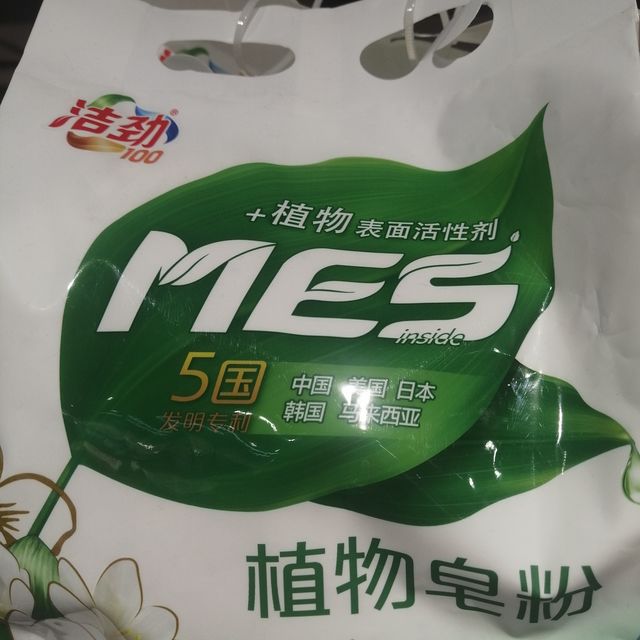 洁劲®
100
+植物 表面活性剂
MES
inside
5国
发明专利
中国·美国·日本
韩国·马来西亚
植物皂粉